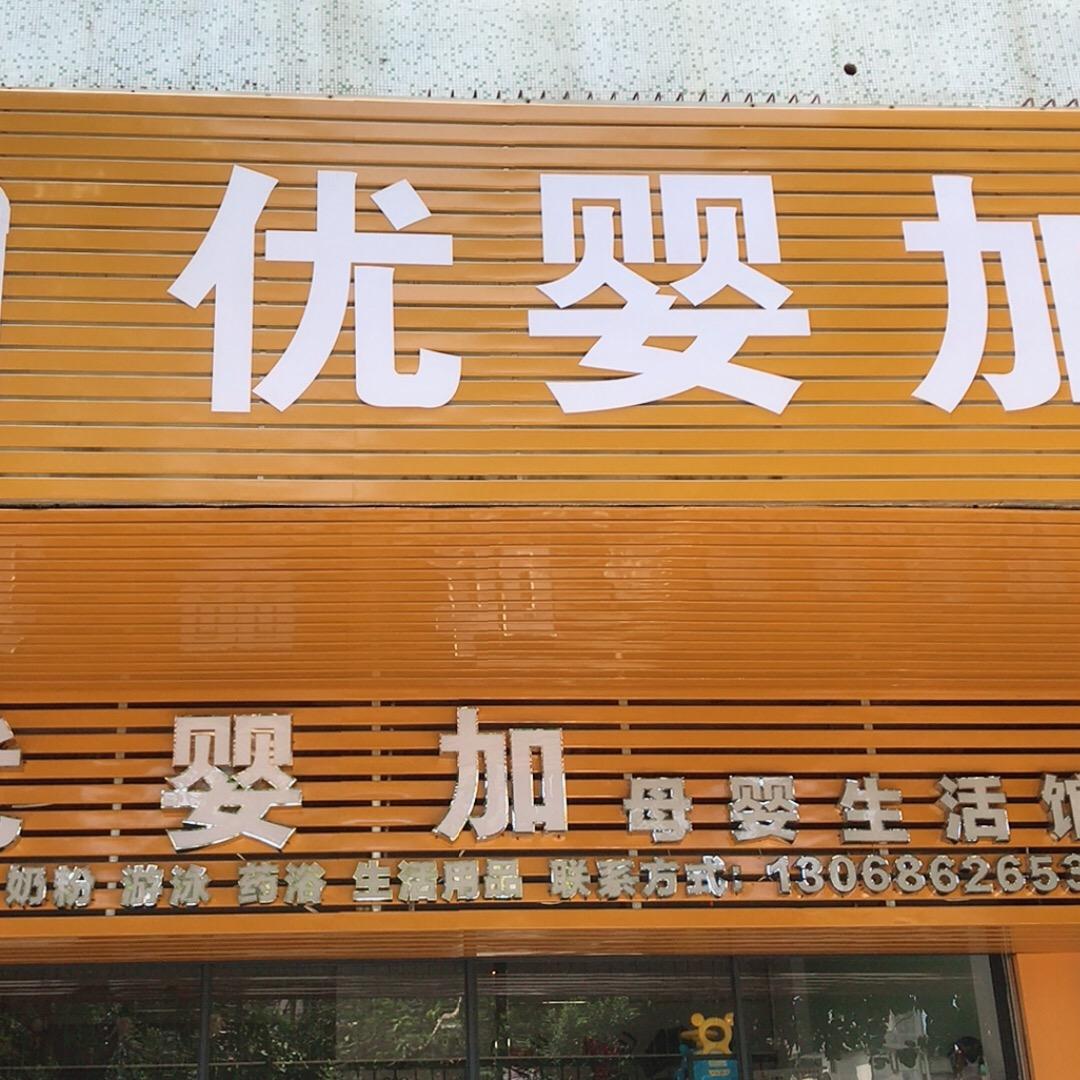 优婴加
婴加 母婴生活馆
奶粉 游泳 药浴 生活用品 联系方式：1306862653